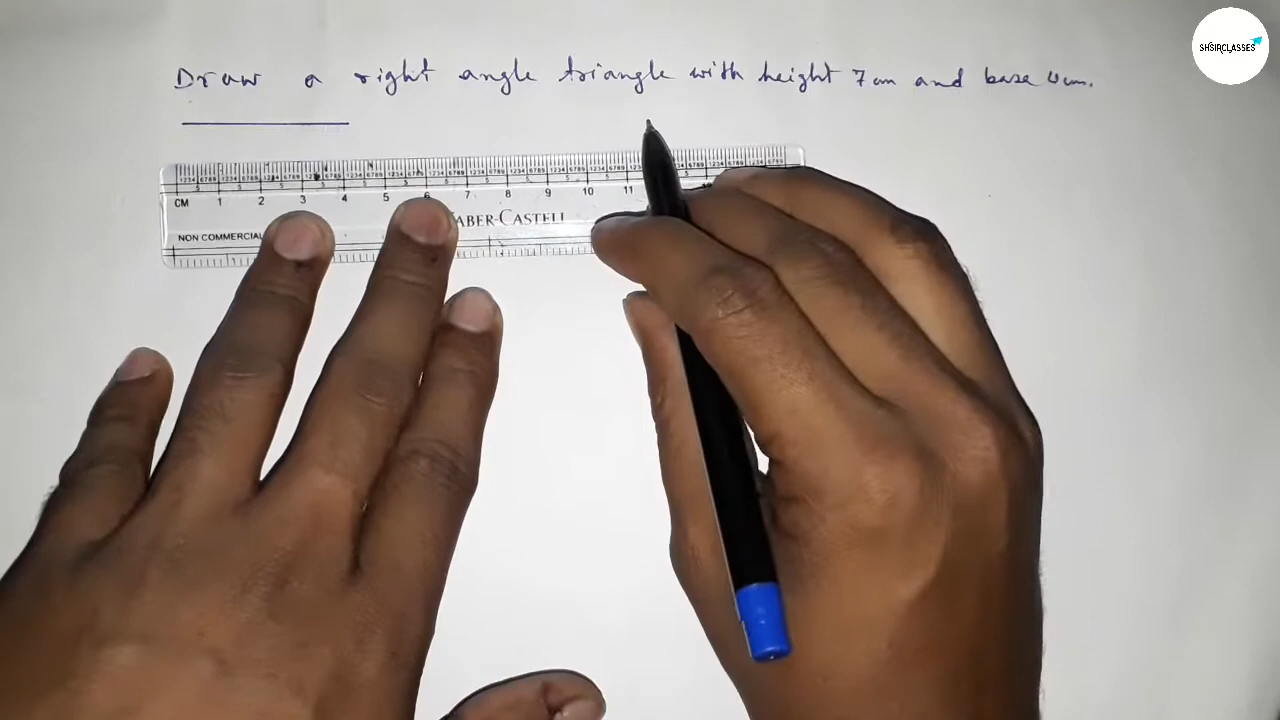 SHSIRCLASSES
Draw a right angle triangle with height 7 cm and base 4 cm.
CM 1 2 3 4 5 6 7 8 9 10 11
FABER-CASTELL
NON COMMERCIAL